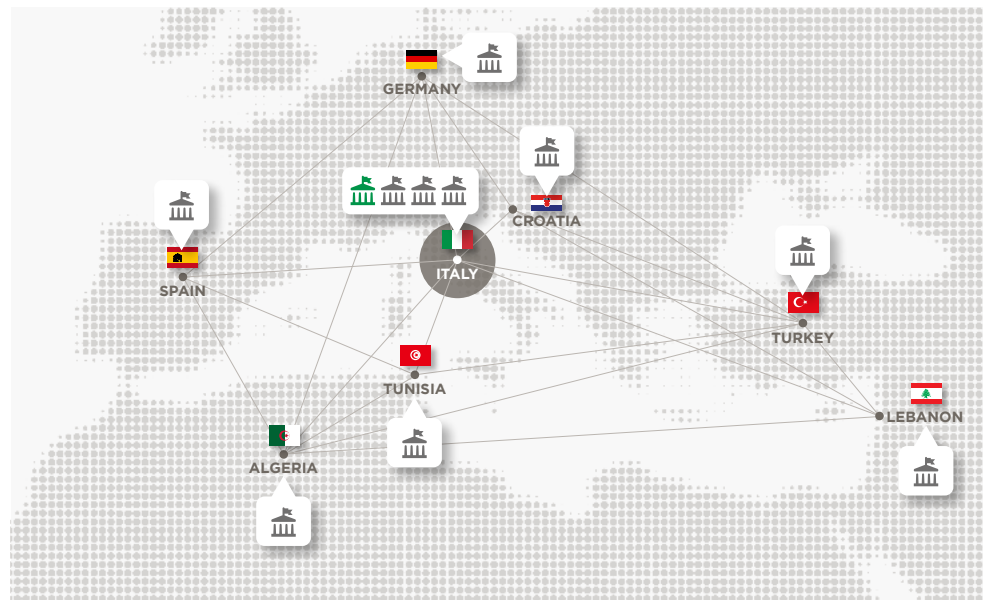 GERMANY
CROATIA
ITALY
SPAIN
TURKEY
TUNISIA
LEBANON
ALGERIA